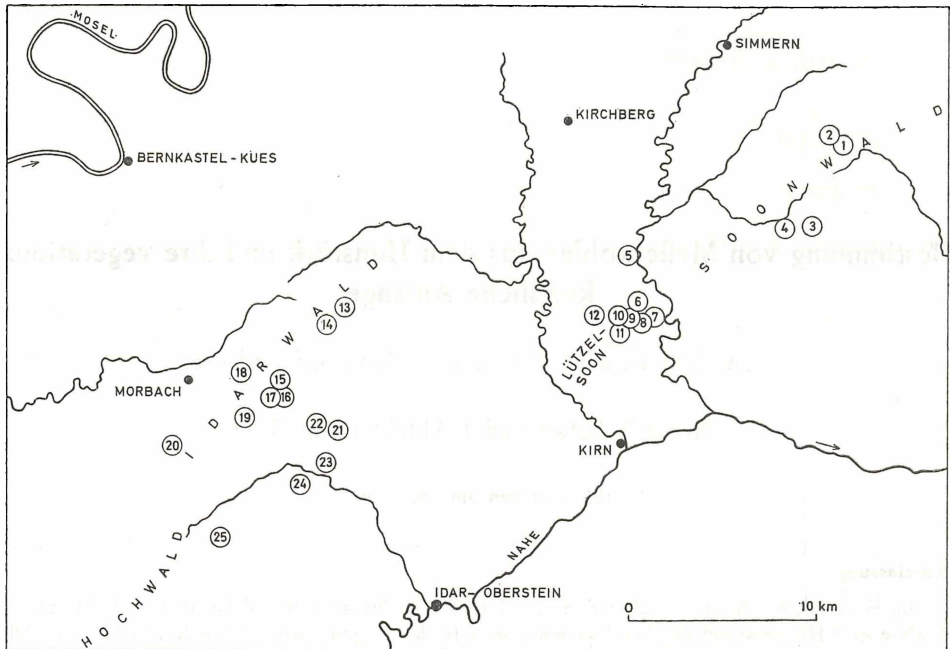 MOSEL
SIMMERN
KIRCHBERG
BERNKASTEL-KUES
SOONWALD
2
1
4
3
5
6
12
10
9
8
7
11
LÜTZEL-
SOON
13
14
IDARWALD
18
15
MORBACH
17
16
19
22
21
20
KIRN
23
24
25
HOCHWALD
NAHE
IDAR-OBERSTEIN
0 10 km